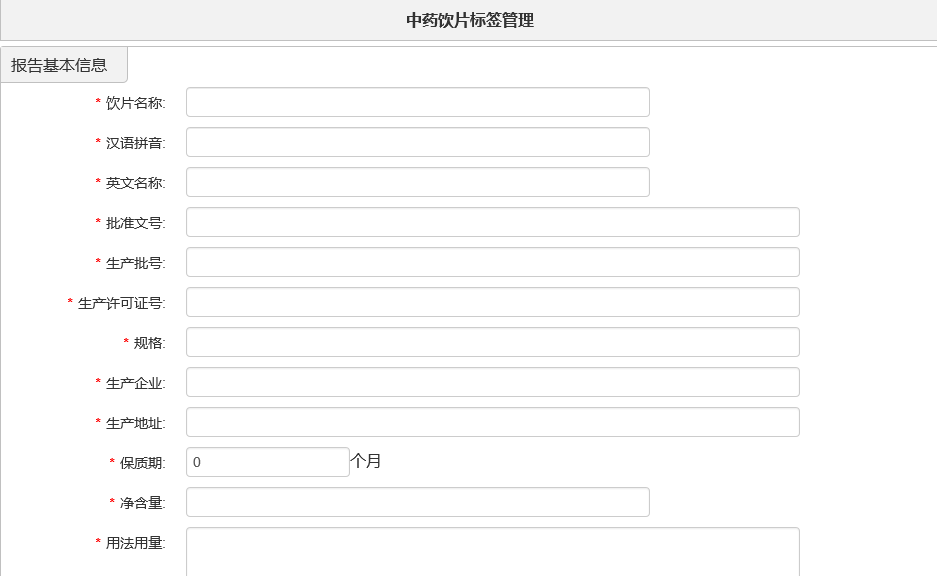 中药饮片标签管理
报告基本信息
* 饮片名称:
* 汉语拼音:
* 英文名称:
* 批准文号:
* 生产批号:
* 生产许可证号:
* 规格:
* 生产企业:
* 生产地址:
* 保质期: 0 个月
* 净含量:
* 用法用量: